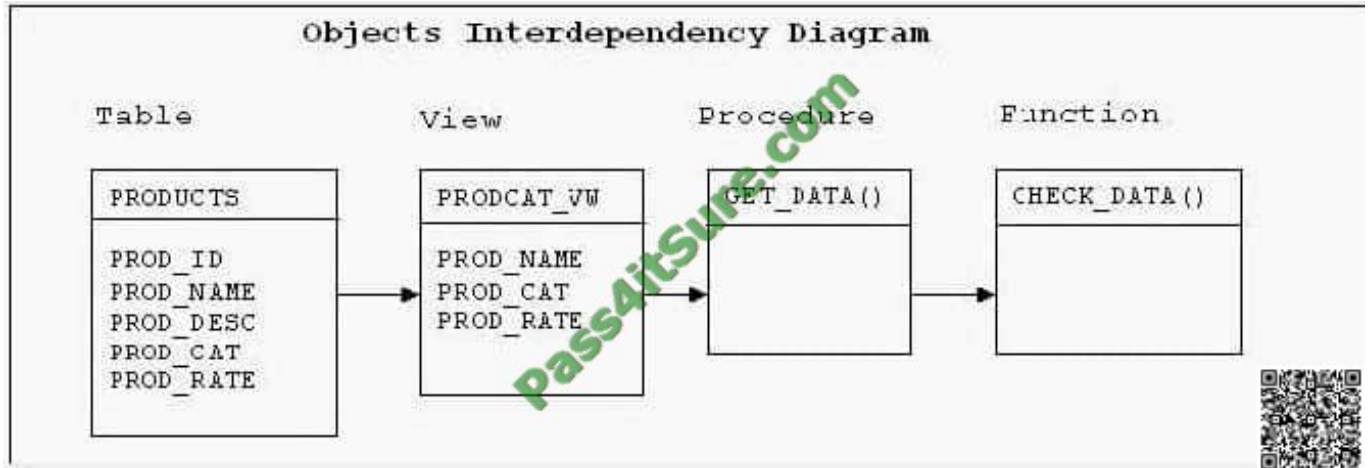 Objects Interdependency Diagram
Table
View
Procedure
Function
PRODUCTS
PROD_ID
PROD_NAME
PROD_DESC
PROD_CAT
PROD_RATE
PRODCAT_VW
PROD_NAME
PROD_CAT
PROD_RATE
GET_DATA()
CHECK_DATA()
Pass4itSure.com